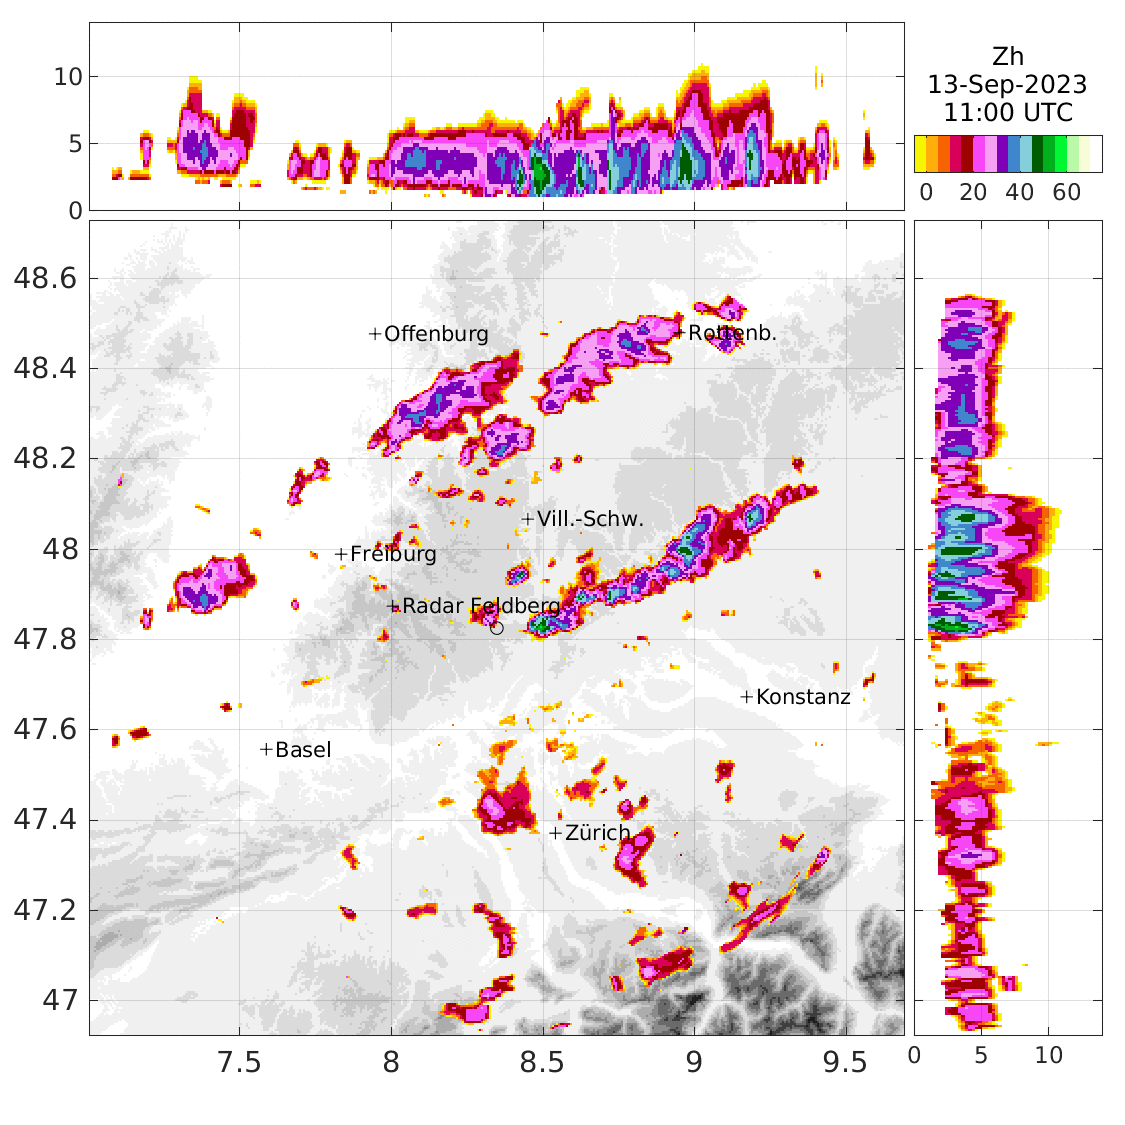 10
5
0
Zh
13-Sep-2023
11:00 UTC
0 20 40 60
48.6
48.4
48.2
48
47.8
47.6
47.4
47.2
47
Offenburg
Rottenb.
Vill.-Schw.
Freiburg
Radar Feldberg
Konstanz
Basel
Zürich
7.5 8 8.5 9 9.5
0 5 10